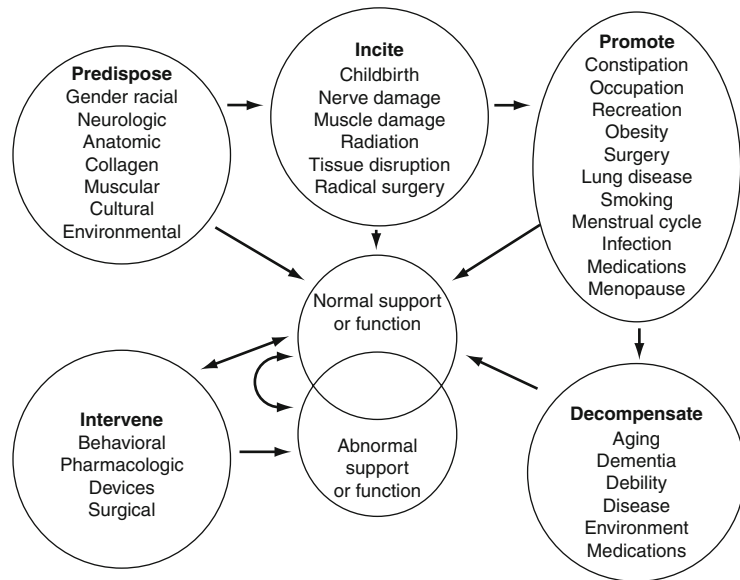 Predispose
Gender racial
Neurologic
Anatomic
Collagen
Muscular
Cultural
Environmental
Incite
Childbirth
Nerve damage
Muscle damage
Radiation
Tissue disruption
Radical surgery
Promote
Constipation
Occupation
Recreation
Obesity
Surgery
Lung disease
Smoking
Menstrual cycle
Infection
Medications
Menopause
Normal support
or function
Intervene
Behavioral
Pharmacologic
Devices
Surgical
Abnormal
support
or function
Decompensate
Aging
Dementia
Debility
Disease
Environment
Medications